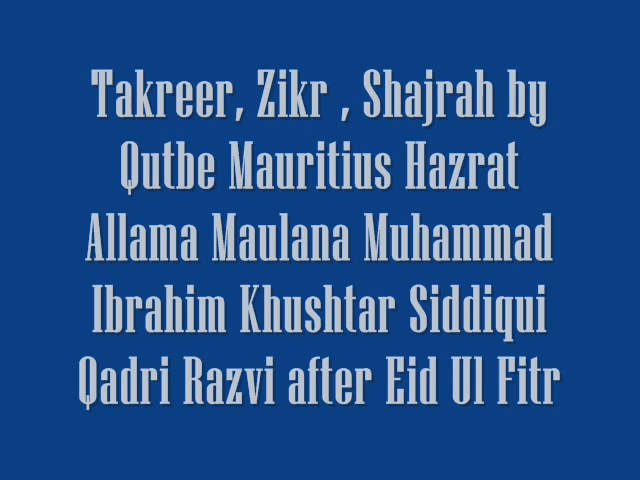 Takreer, Zikr , Shajrah by
Qutbe Mauritius Hazrat
Allama Maulana Muhammad
Ibrahim Khushtar Siddiqui
Qadri Razvi after Eid Ul Fitr